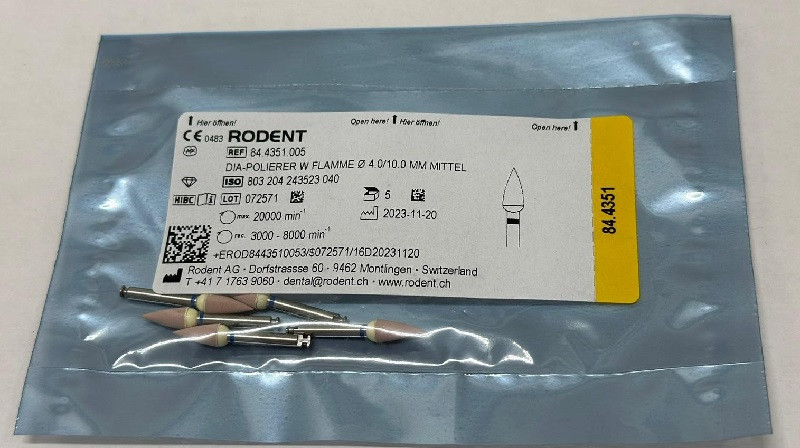 Hier öffnen!
Open here!
Hier öffnen!
Open here!
CE 0483 RODENT
REF 84.4351.005
DIA-POLIERER W FLAMME Ø 4.0/10.0 MM MITTEL
ISO 803 204 243523 040
HIBC LOT 072571
5
max. 20000 min⁻¹
2023-11-20
rec. 3000 - 8000 min⁻¹
+EROD8443510053/$072571/16D20231120
Rodent AG · Dorfstrassse 60 · 9462 Montlingen · Switzerland
T +41 7 1763 9060 · dental@rodent.ch · www.rodent.ch
84.4351